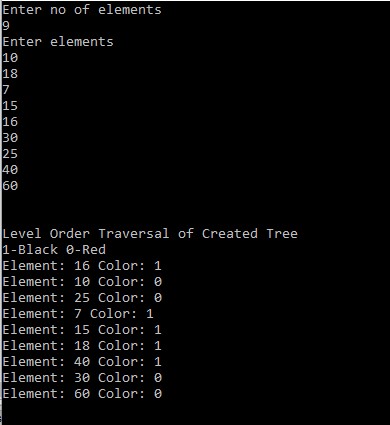 Enter no of elements
9
Enter elements
10
18
7
15
16
30
25
40
60
Level Order Traversal of Created Tree
1-Black 0-Red
Element: 16 Color: 1
Element: 10 Color: 0
Element: 25 Color: 0
Element: 7 Color: 1
Element: 15 Color: 1
Element: 18 Color: 1
Element: 40 Color: 1
Element: 30 Color: 0
Element: 60 Color: 0